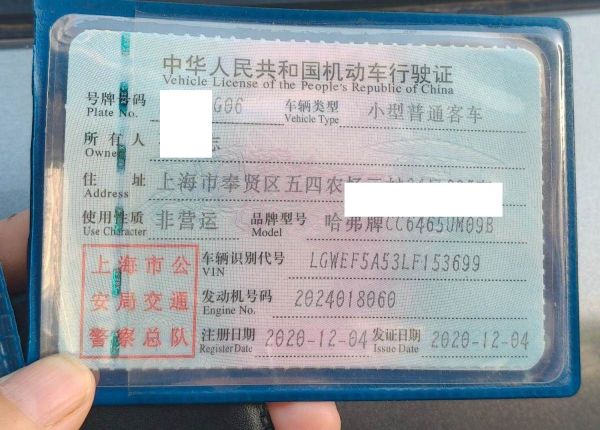 中华人民共和国机动车行驶证
Vehicle License of the People's Republic of China
号牌号码 G06 车辆类型 小型普通客车
Plate No. Vehicle Type
所有人 志
Owner
住址 上海市奉贤区五四农场
Address
使用性质 非营运 品牌型号 哈弗牌CC6465UM09B
Use Character Model
上海市公 车辆识别代号 LGWEF5A53LF153699
VIN
安局交通 发动机号码 2024018060
Engine No.
警察总队 注册日期 2020-12-04 发证日期 2020-12-04
Register Date Issue Date